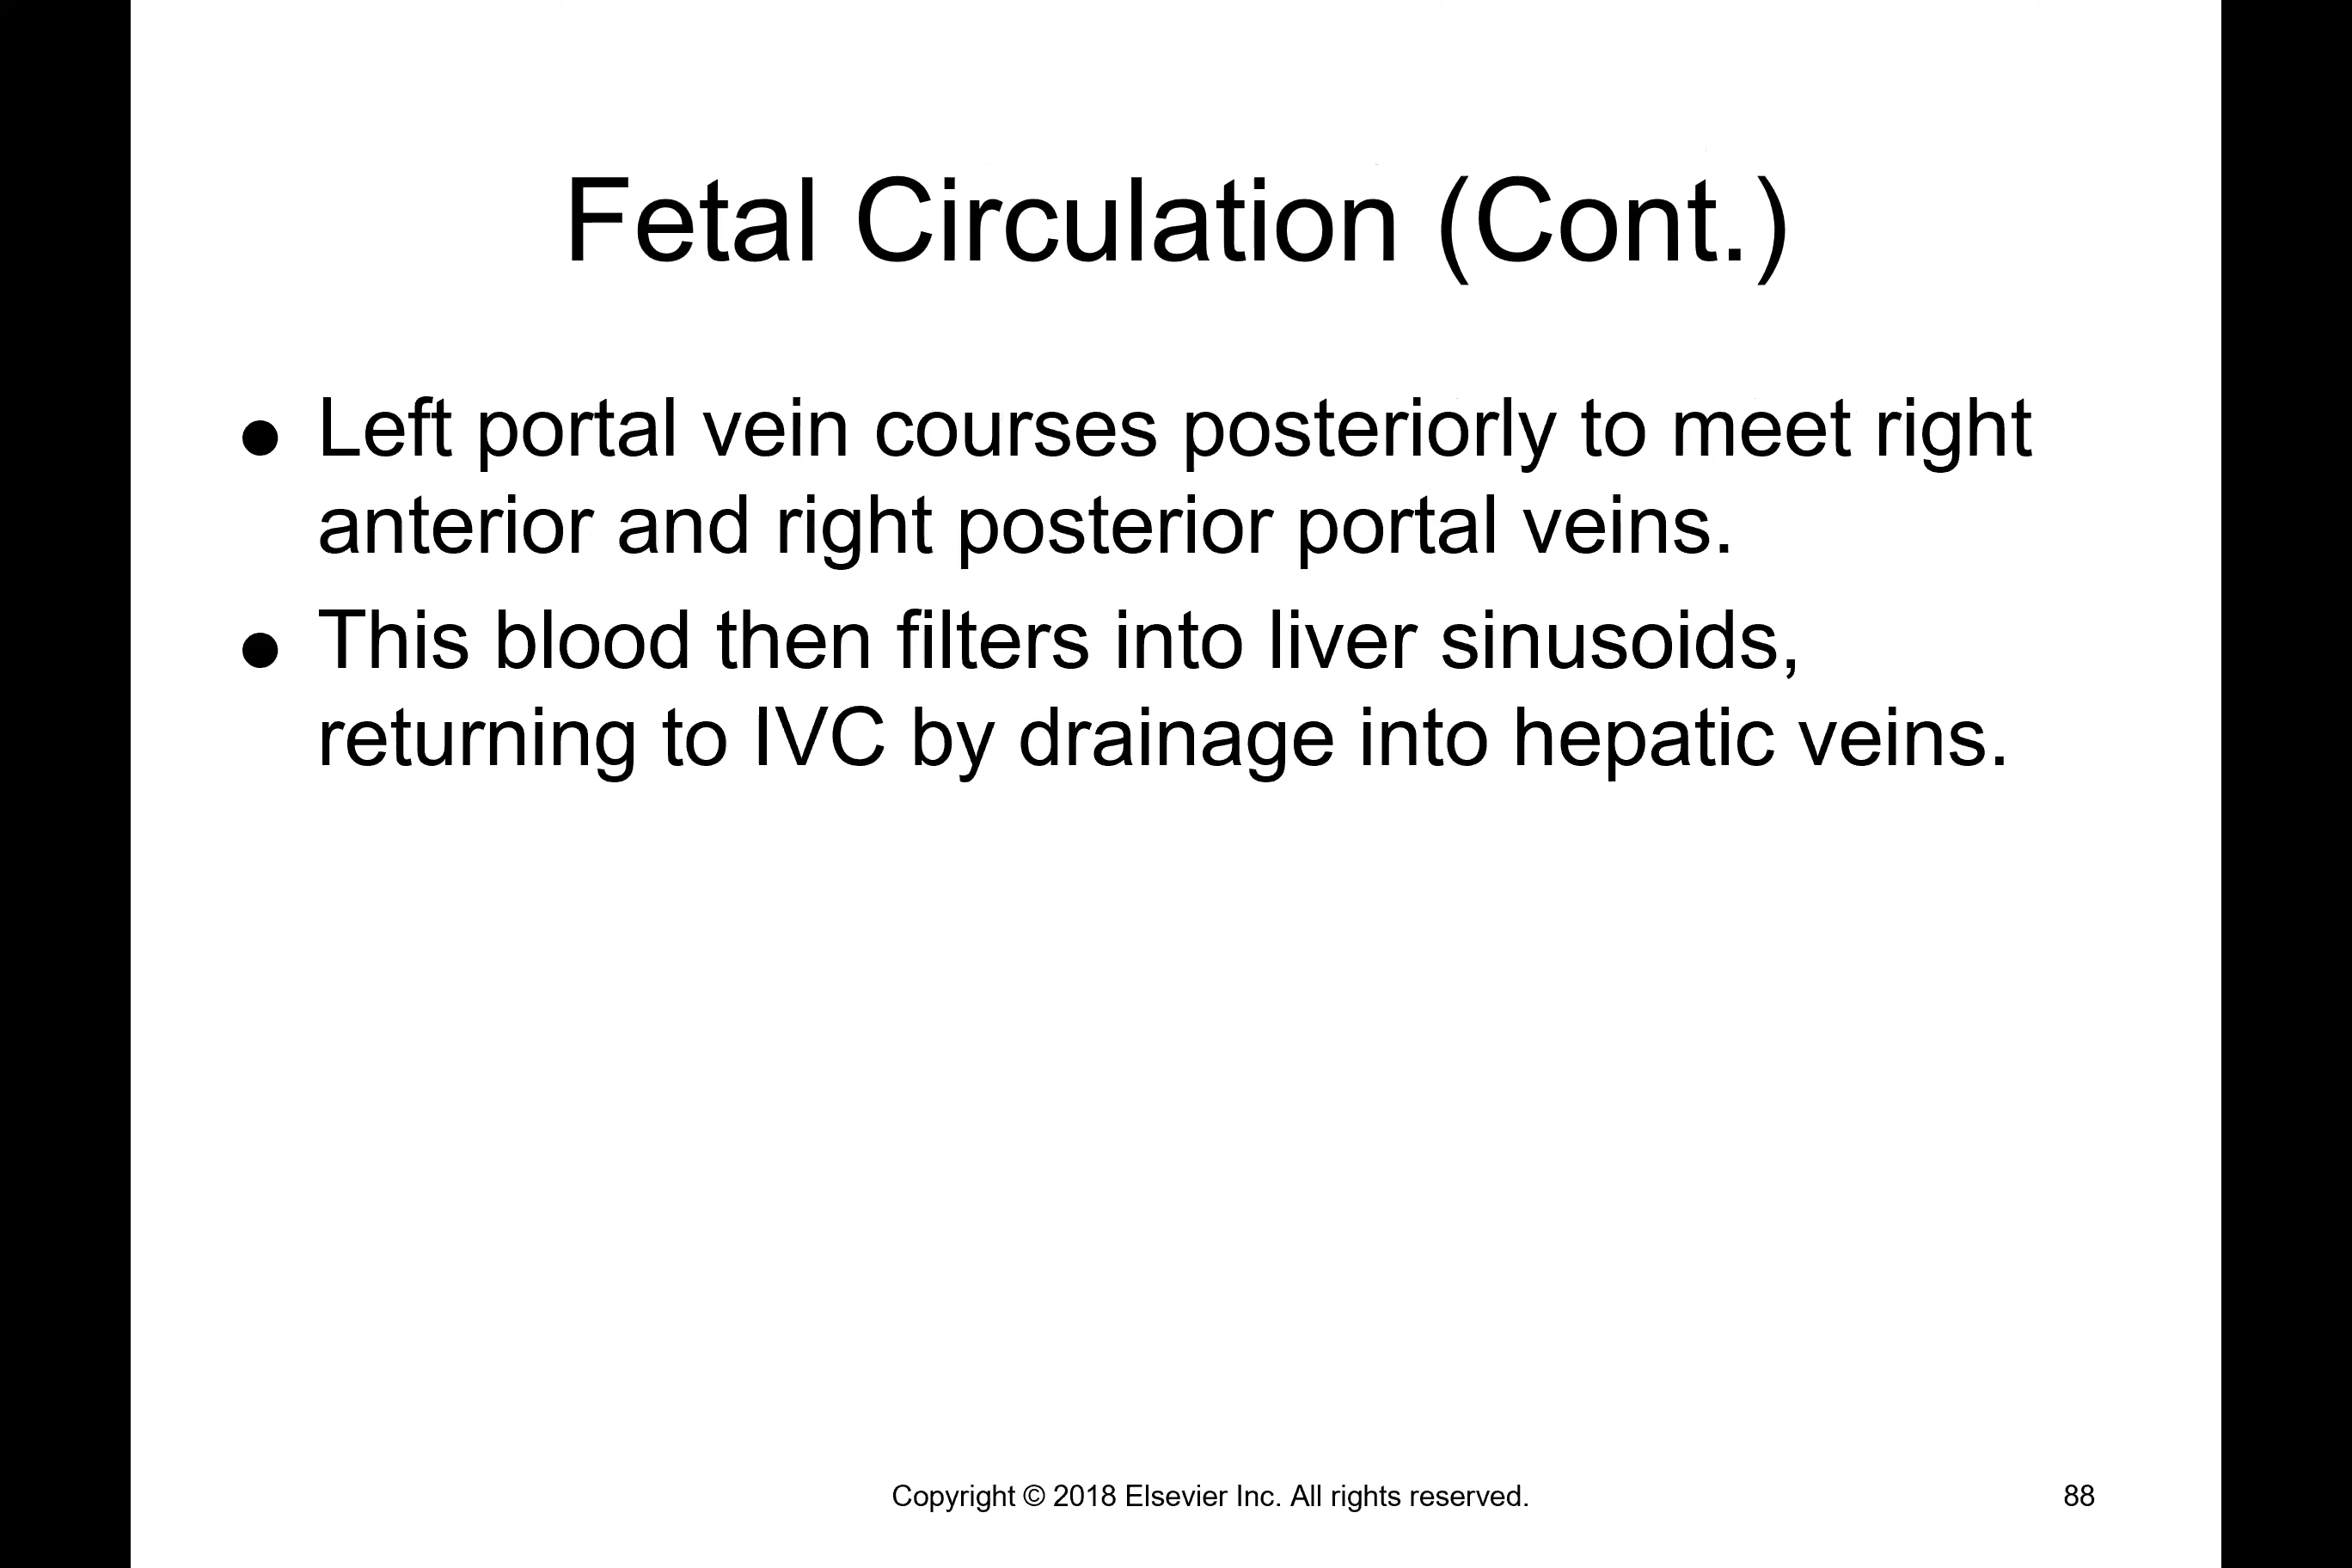 Fetal Circulation (Cont.)
● Left portal vein courses posteriorly to meet right
anterior and right posterior portal veins.
● This blood then filters into liver sinusoids,
returning to IVC by drainage into hepatic veins.
Copyright © 2018 Elsevier Inc. All rights reserved.
88